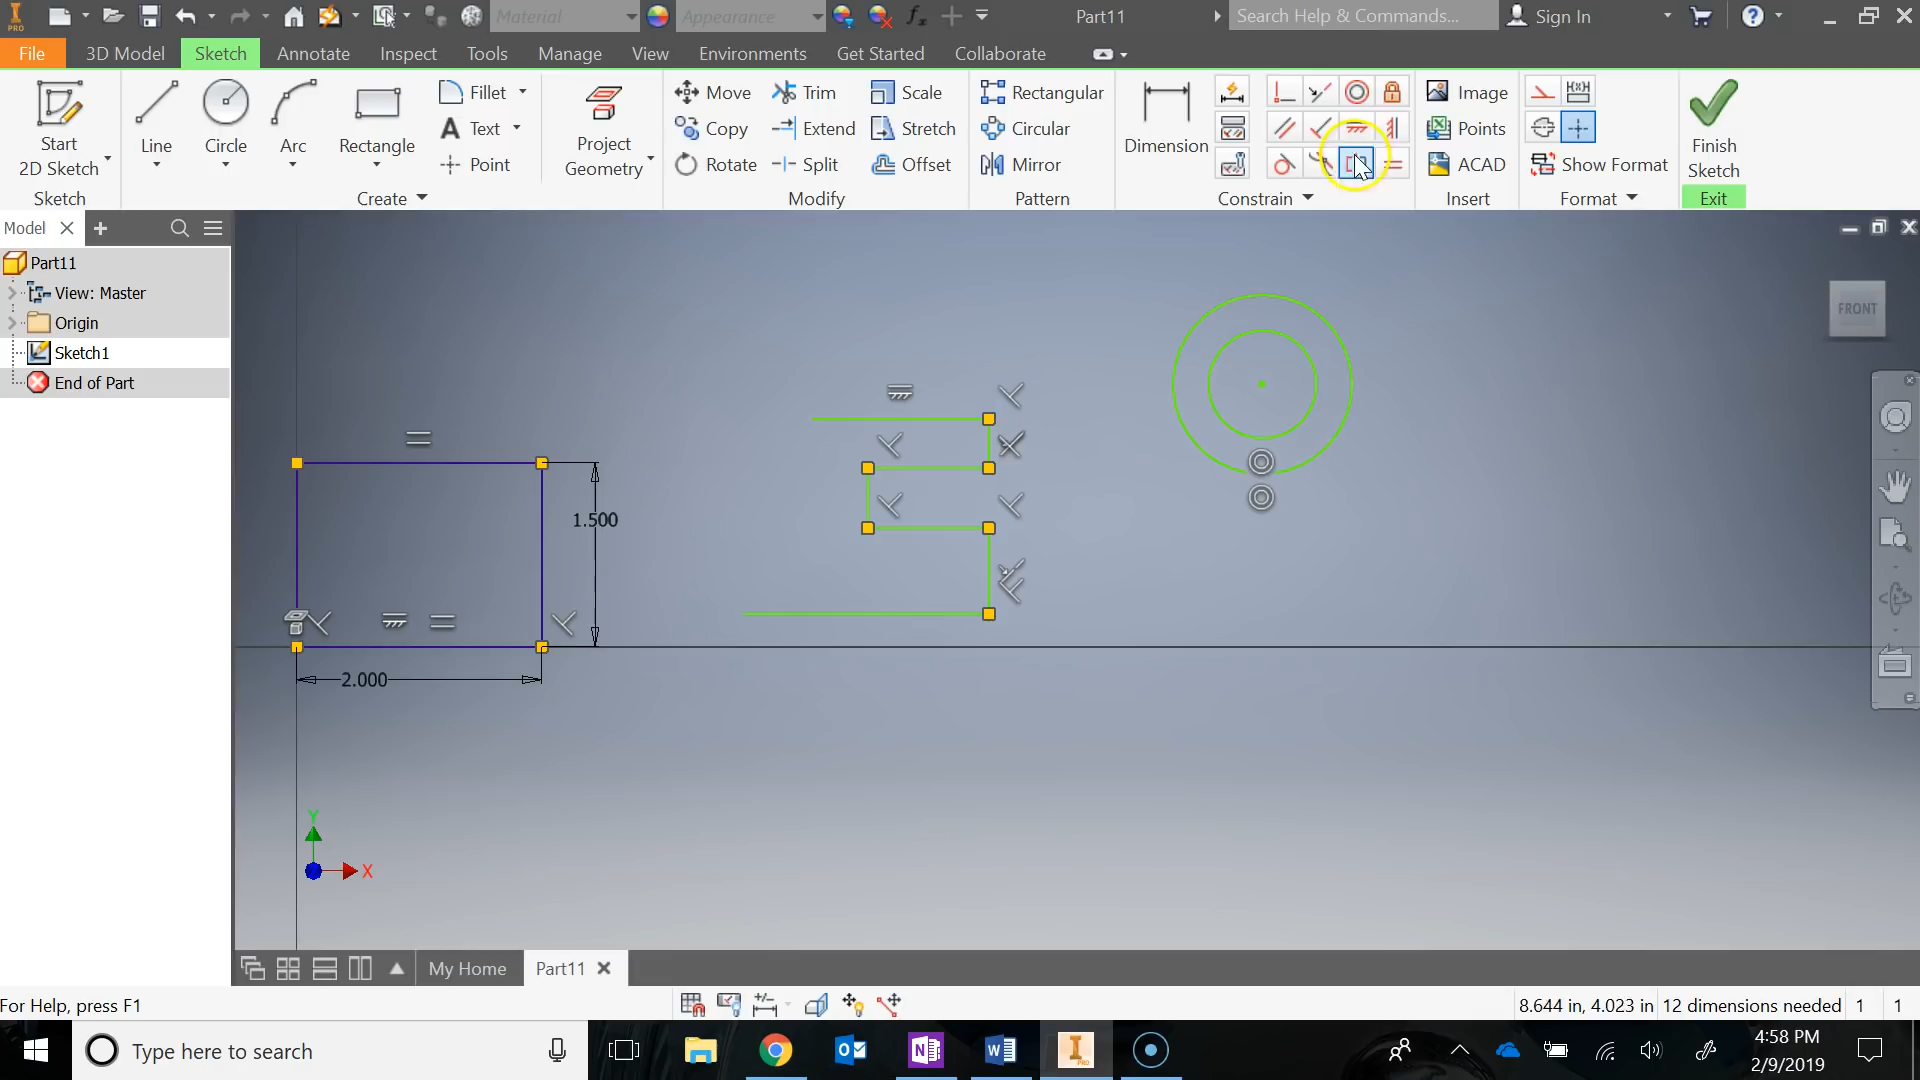 PRO
Material
Appearance
fx
Part11
Search Help & Commands...
Sign In
File
3D Model
Sketch
Annotate
Inspect
Tools
Manage
View
Environments
Get Started
Collaborate
Start
2D Sketch
Line
Circle
Arc
Rectangle
Fillet
Text
Point
Project
Geometry
Move
Copy
Rotate
Trim
Extend
Split
Scale
Stretch
Offset
Rectangular
Circular
Mirror
Dimension
Image
Points
ACAD
Show Format
Finish
Sketch
Sketch
Create
Modify
Pattern
Constrain
Insert
Format
Exit
Model
Part11
View: Master
Origin
Sketch1
End of Part
FRONT
1.500
2.000
Y
X
My Home
Part11
For Help, press F1
8.644 in, 4.023 in
12 dimensions needed
1
1
Type here to search
4:58 PM
2/9/2019